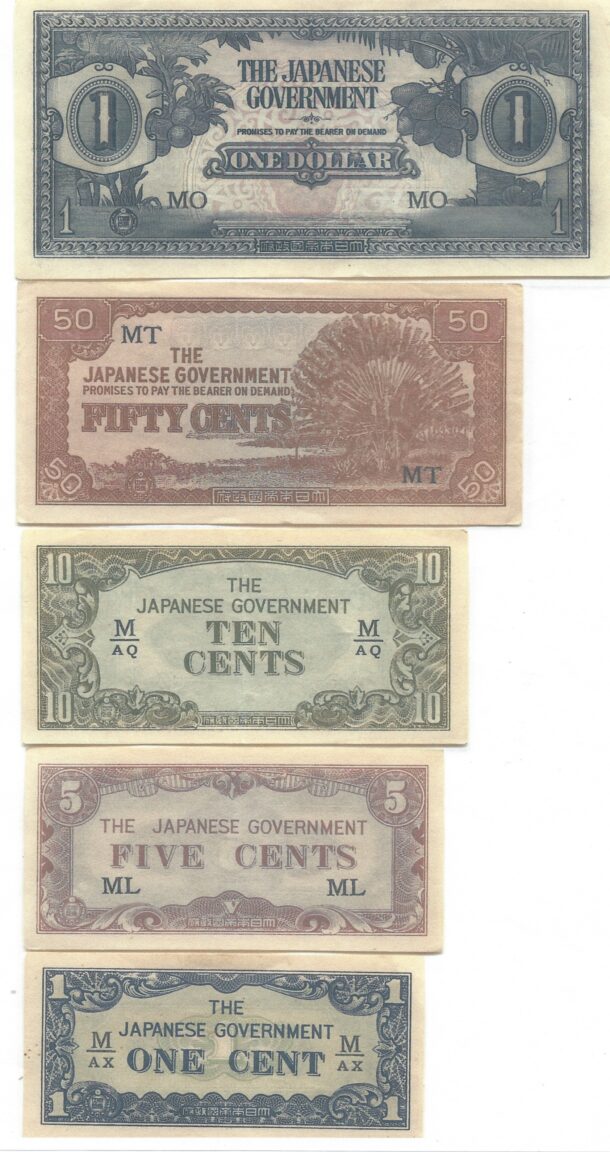 1 1
THE JAPANESE
GOVERNMENT
PROMISES TO PAY THE BEARER ON DEMAND
ONE DOLLAR
MO MO
1 1
大日本帝國政府
50 50
MT
THE
JAPANESE GOVERNMENT
PROMISES TO PAY THE BEARER ON DEMAND
FIFTY CENTS
MT
50 50
大日本帝國政府
10 10
THE
JAPANESE GOVERNMENT
M TEN M
AQ CENTS AQ
10 10
大日本帝國政府
5 5
THE JAPANESE GOVERNMENT
FIVE CENTS
ML ML
V
大日本帝國政府
1 1
THE
JAPANESE GOVERNMENT
M ONE CENT M
AX AX
1 1
大日本帝國政府